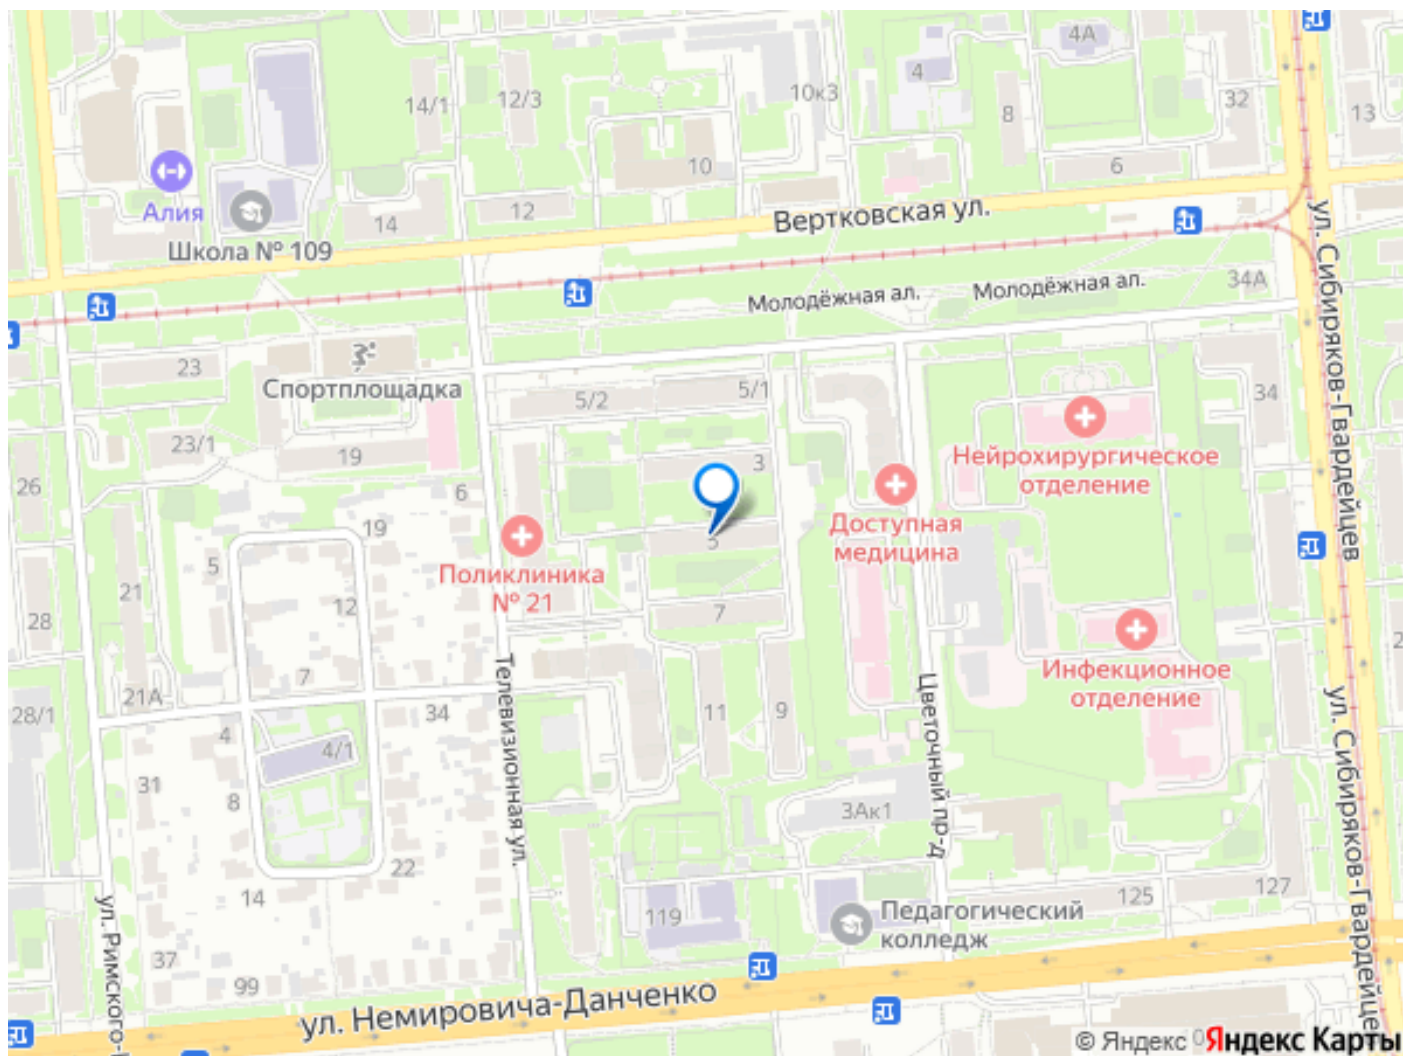 4А
4
14/1
12/3
10к3
8
32
13
10
6
Алия
14
12
Вертковская ул.
Школа № 109
ул. Сибиряков-Гвардейцев
34А
Молодёжная ал.
Молодёжная ал.
23
Спортплощадка
5/2
5/1
34
23/1
19
3
Нейрохирургическое
отделение
26
6
19
5
Доступная
медицина
5
Поликлиника
№ 21
21
12
28
7
7
Инфекционное
отделение
21А
28/1
4
34
11
9
4/1
Телевизионная ул.
Цветочный пр-д
ул. Сибиряков-Гвардейцев
31
8
3Ак1
22
14
125
127
119
Педагогический
колледж
ул. Римского-
37
99
ул. Немировича-Данченко
© Яндекс
Яндекс Карты